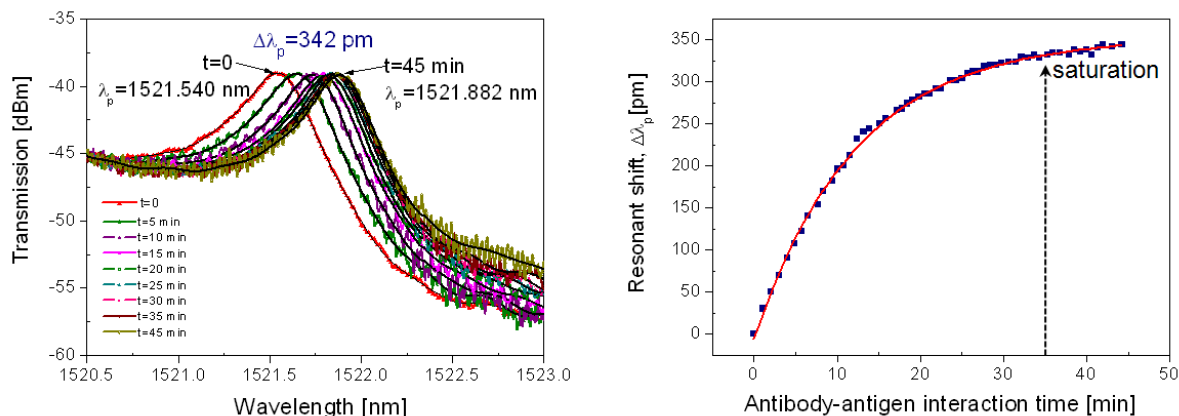 Transmission [dBm]
-35
-40
-45
-50
-55
-60
Δλp=342 pm
t=0
t=45 min
λp=1521.540 nm
λp=1521.882 nm
t=0
t=5 min
t=10 min
t=15 min
t=20 min
t=25 min
t=30 min
t=35 min
t=45 min
1520.5 1521.0 1521.5 1522.0 1522.5 1523.0
Wavelength [nm]
Resonant shift, Δλp [pm]
350
300
250
200
150
100
50
0
saturation
0 10 20 30 40 50
Antibody-antigen interaction time [min]